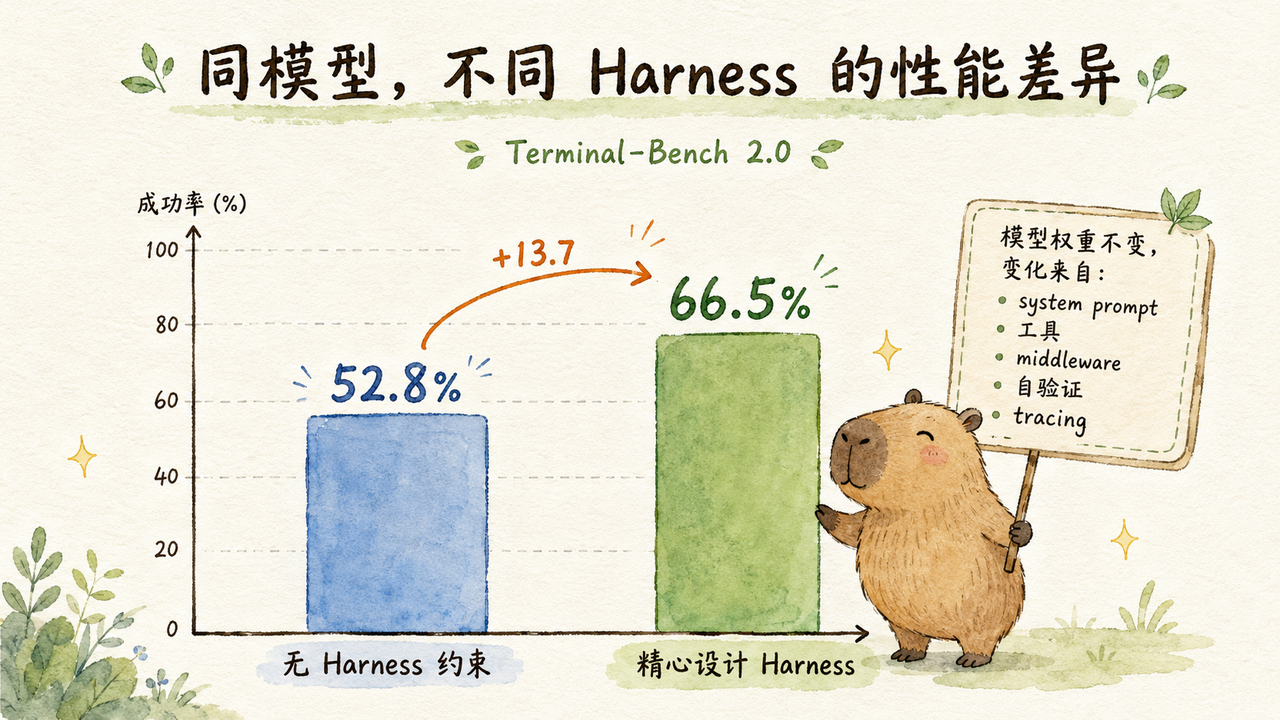 同模型，不同 Harness 的性能差异
Terminal-Bench 2.0
成功率 (%)
100
80
60
40
20
0
52.8%
+13.7
66.5%
无 Harness 约束
精心设计 Harness
模型权重不变，
变化来自：
• system prompt
• 工具
• middleware
• 自验证
• tracing